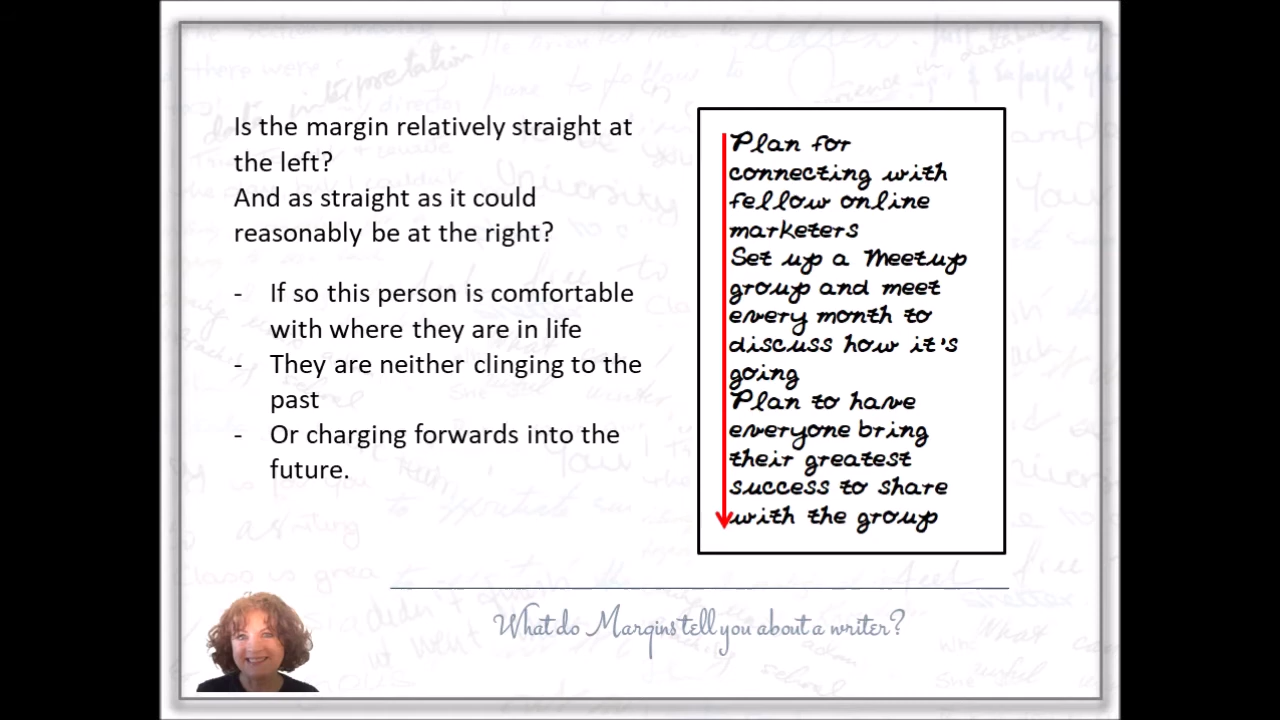 Is the margin relatively straight at
the left?
And as straight as it could
reasonably be at the right?
- If so this person is comfortable
with where they are in life
- They are neither clinging to the
past
- Or charging forwards into the
future.
Plan for
connecting with
fellow online
marketers
Set up a Meetup
group and meet
every month to
discuss how it's
going
Plan to have
everyone bring
their greatest
success to share
with the group
What do Margins tell you about a writer?